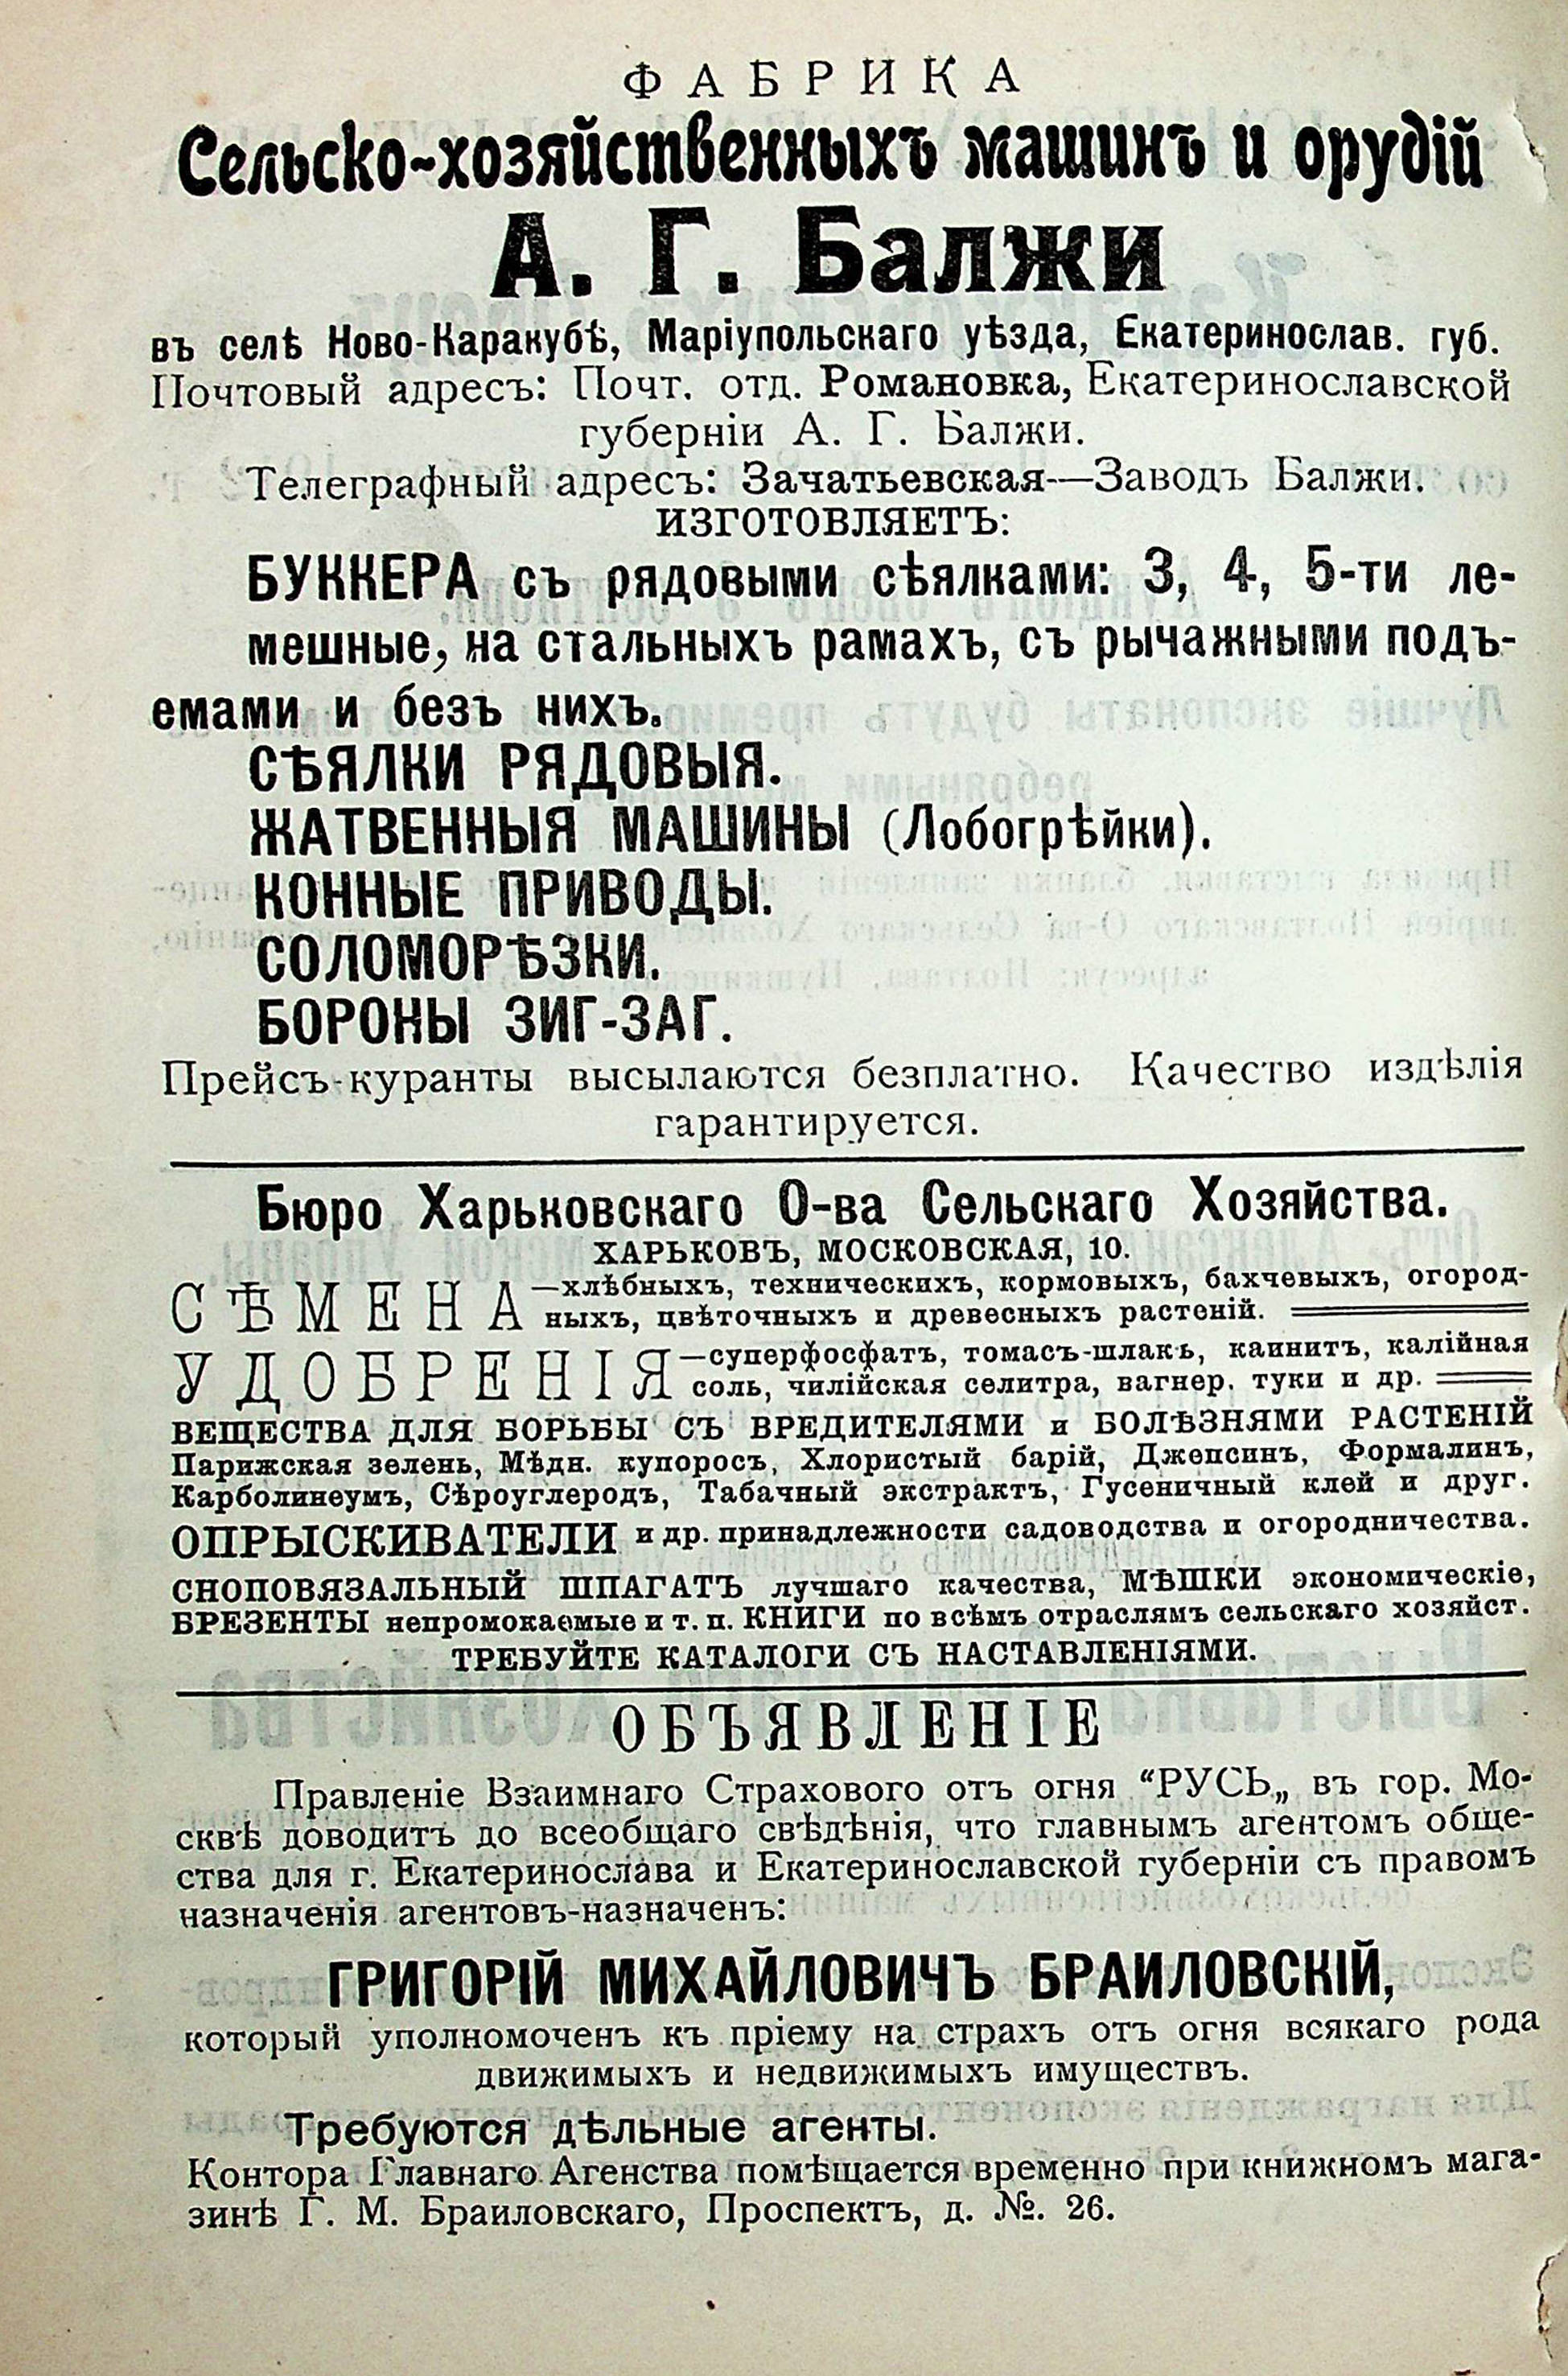 ФАБРИКА
Сельско-хозяйственныхъ машинъ и орудій
А. Г. Балжи
въ селѣ Ново-Каракубѣ, Маріупольскаго уѣзда, Екатеринослав. губ.
Почтовый адресъ: Почт. отд. Романовка, Екатеринославской
губерніи А. Г. Балжи.
Телеграфный адресъ: Зачатьевская—Заводъ Балжи.
ИЗГОТОВЛЯЕТЪ:
БУККЕРА съ рядовыми сѣялками: 3, 4, 5-ти ле-
мешные, на стальныхъ рамахъ, съ рычажными подъ-
емами и безъ нихъ.
СѢЯЛКИ РЯДОВЫЯ.
ЖАТВЕННЫЯ МАШИНЫ (Лобогрѣйки).
КОННЫЕ ПРИВОДЫ.
СОЛОМОРѢЗКИ.
БОРОНЫ ЗИГ-ЗАГ.
Прейсъ-куранты высылаются безплатно. Качество издѣлія
гарантируется.
Бюро Харьковскаго О-ва Сельскаго Хозяйства.
ХАРЬКОВЪ, МОСКОВСКАЯ, 10.
СѢМЕНА—хлѣбныхъ, техническихъ, кормовыхъ, бахчевыхъ, огород-
ныхъ, цвѣточныхъ и древесныхъ растеній.
УДОБРЕНІЯ—суперфосфатъ, томасъ-шлакъ, каинитъ, калійная
соль, чилійская селитра, вагнер. туки и др.
ВЕЩЕСТВА ДЛЯ БОРЬБЫ СЪ ВРЕДИТЕЛЯМИ и БОЛѢЗНЯМИ РАСТЕНІЙ
Парижская зелень, Мѣдн. купоросъ, Хлористый барій, Джепсинъ, Формалинъ,
Карболинеумъ, Сѣроуглеродъ, Табачный экстрактъ, Гусеничный клей и друг.
ОПРЫСКИВАТЕЛИ и др. принадлежности садоводства и огородничества.
СНОПОВЯЗАЛЬНЫЙ ШПАГАТЪ лучшаго качества, МѢШКИ экономическіе,
БРЕЗЕНТЫ непромокаемые и т. п. КНИГИ по всѣмъ отраслямъ сельскаго хозяйст.
ТРЕБУЙТЕ КАТАЛОГИ СЪ НАСТАВЛЕНІЯМИ.
ОБЪЯВЛЕНІЕ
Правленіе Взаимнаго Страхового отъ огня “РУСЬ„ въ гор. Мо-
сквѣ доводитъ до всеобщаго свѣдѣнія, что главнымъ агентомъ обще-
ства для г. Екатеринослава и Екатеринославской губерніи съ правомъ
назначенія агентовъ-назначенъ:
ГРИГОРІЙ МИХАЙЛОВИЧЪ БРАИЛОВСКІЙ,
который уполномоченъ къ пріему на страхъ отъ огня всякаго рода
движимыхъ и недвижимыхъ имуществъ.
Требуются дѣльные агенты.
Контора Главнаго Агенства помѣщается временно при книжномъ мага-
зинѣ Г. М. Браиловскаго, Проспектъ, д. №. 26.